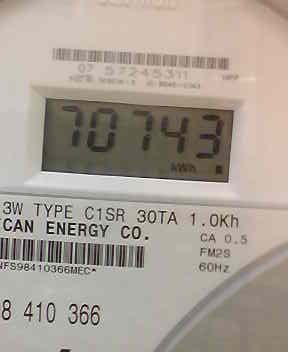 07 57245311
70743
kWh
3W TYPE C1SR 30TA 1.0Kh
CAN ENERGY CO.
CA 0.5
FM2S
60Hz
NFS98410366MEC*
8 410 366